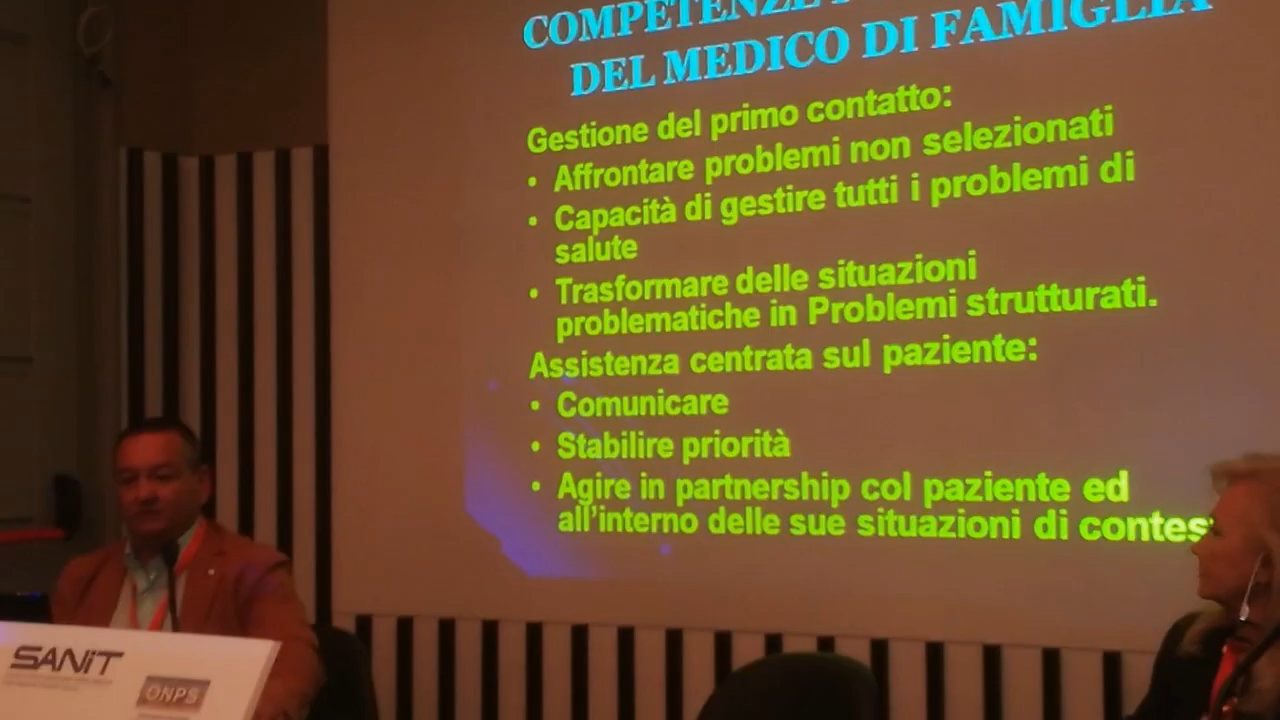 COMPETENZE
DEL MEDICO DI FAMIGLIA
Gestione del primo contatto:
• Affrontare problemi non selezionati
• Capacità di gestire tutti i problemi di
salute
• Trasformare delle situazioni
problematiche in Problemi strutturati.
Assistenza centrata sul paziente:
• Comunicare
• Stabilire priorità
• Agire in partnership col paziente ed
all'interno delle sue situazioni di contes
SANiT
ONPS